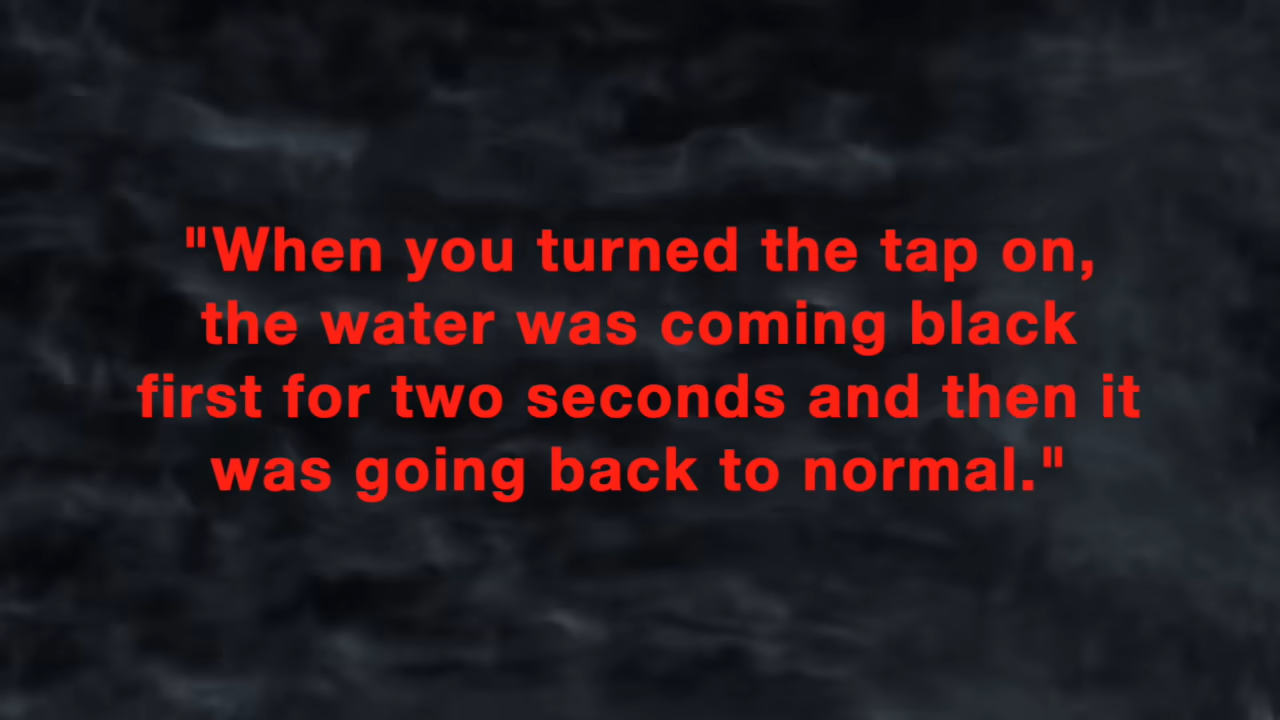 "When you turned the tap on,
the water was coming black
first for two seconds and then it
was going back to normal."